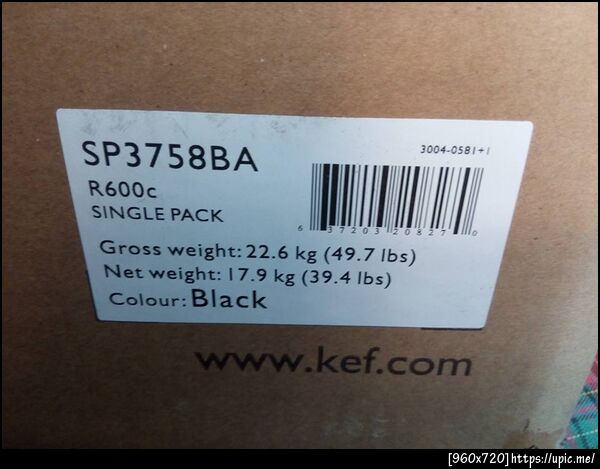 SP3758BA
R600c
SINGLE PACK
3004-0581+1
6 37203 20827 0
Gross weight: 22.6 kg (49.7 lbs)
Net weight: 17.9 kg (39.4 lbs)
Colour: Black
www.kef.com
[960x720]https://upic.me/